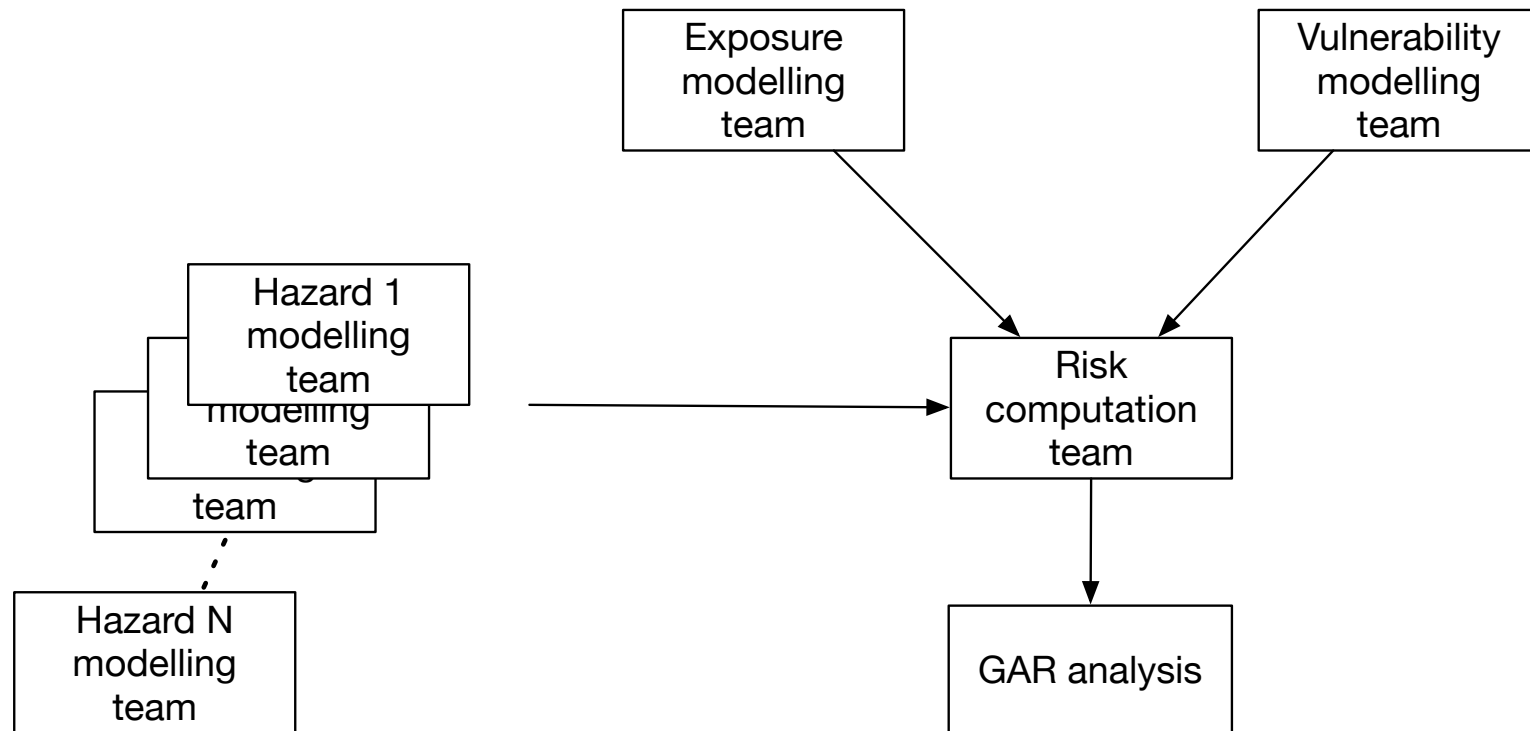 Exposure
modelling
team
Vulnerability
modelling
team
Hazard 1
modelling
team
modelling
team
team
Hazard N
modelling
team
Risk
computation
team
GAR analysis